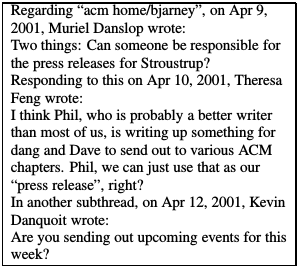 Regarding “acm home/bjarney”, on Apr 9,
2001, Muriel Danslop wrote:
Two things: Can someone be responsible for
the press releases for Stroustrup?
Responding to this on Apr 10, 2001, Theresa
Feng wrote:
I think Phil, who is probably a better writer
than most of us, is writing up something for
dang and Dave to send out to various ACM
chapters. Phil, we can just use that as our
“press release”, right?
In another subthread, on Apr 12, 2001, Kevin
Danquoit wrote:
Are you sending out upcoming events for this
week?